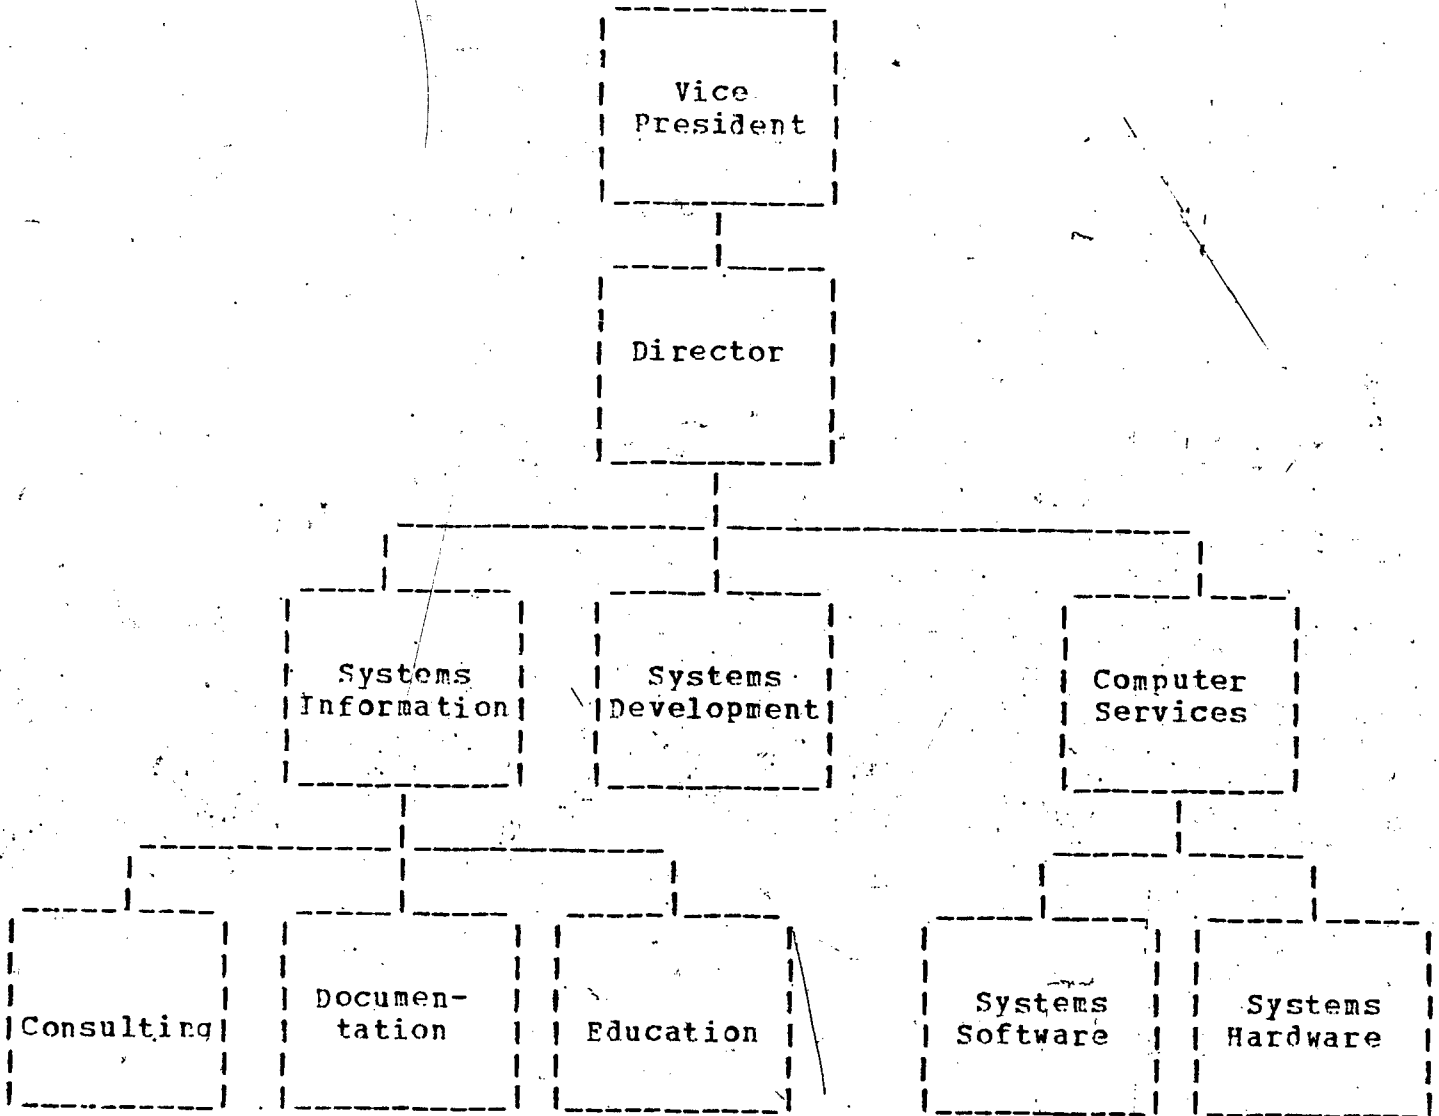 Vice
President
Director
Systems
Information
Systems
Development
Computer
Services
Consulting
Documen-
tation
Education
Systems
Software
Systems
Hardware